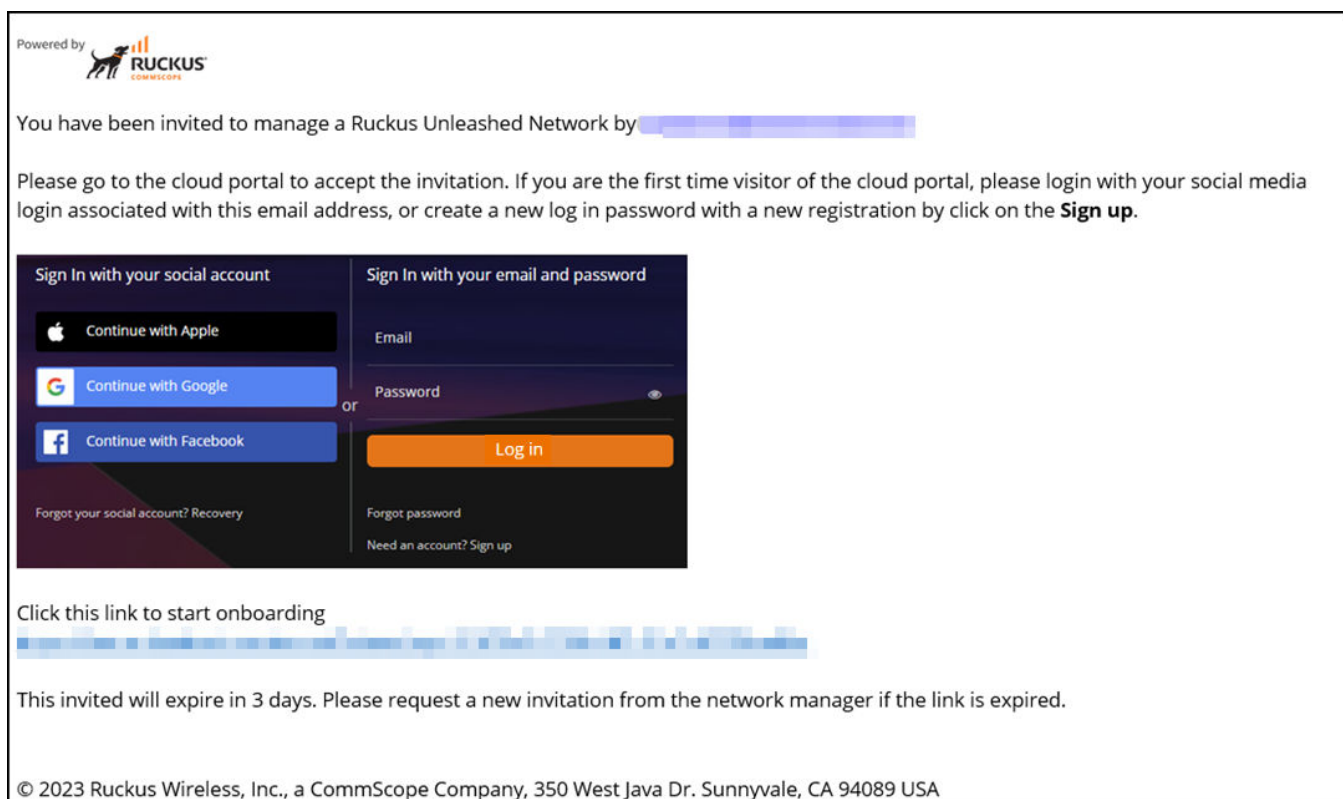 Powered by
RUCKUS
COMMSCOPE
You have been invited to manage a Ruckus Unleashed Network by
Please go to the cloud portal to accept the invitation. If you are the first time visitor of the cloud portal, please login with your social media
login associated with this email address, or create a new log in password with a new registration by click on the Sign up.
Sign In with your social account
Continue with Apple
Continue with Google
Continue with Facebook
Forgot your social account? Recovery
or
Sign In with your email and password
Email
Password
Log in
Forgot password
Need an account? Sign up
Click this link to start onboarding
This invited will expire in 3 days. Please request a new invitation from the network manager if the link is expired.
© 2023 Ruckus Wireless, Inc., a CommScope Company, 350 West Java Dr. Sunnyvale, CA 94089 USA